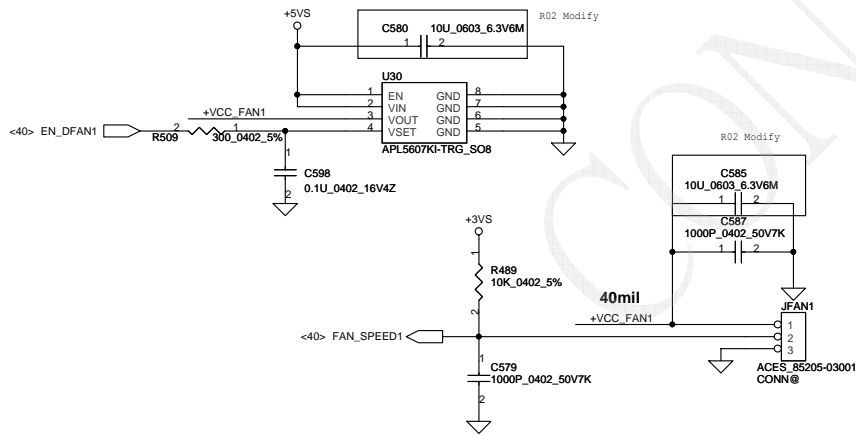 +5VS
C580
10U_0603_6.3V6M
1 2
R02 Modify
U30
1 EN GND 8
2 VIN GND 7
+VCC_FAN1
3 VOUT GND 6
4 VSET GND 5
APL5607KI-TRG_SO8
<40> EN_DFAN1
2 1
R509 300_0402_5%
1
C598
0.1U_0402_16V4Z
2
R02 Modify
C585
10U_0603_6.3V6M
1 2
C587
1000P_0402_50V7K
1 2
+3VS
1
R489
10K_0402_5%
2
40mil
+VCC_FAN1
JFAN1
1
2
3
ACES_85205-03001
CONN@
<40> FAN_SPEED1
1
C579
1000P_0402_50V7K
2
CON